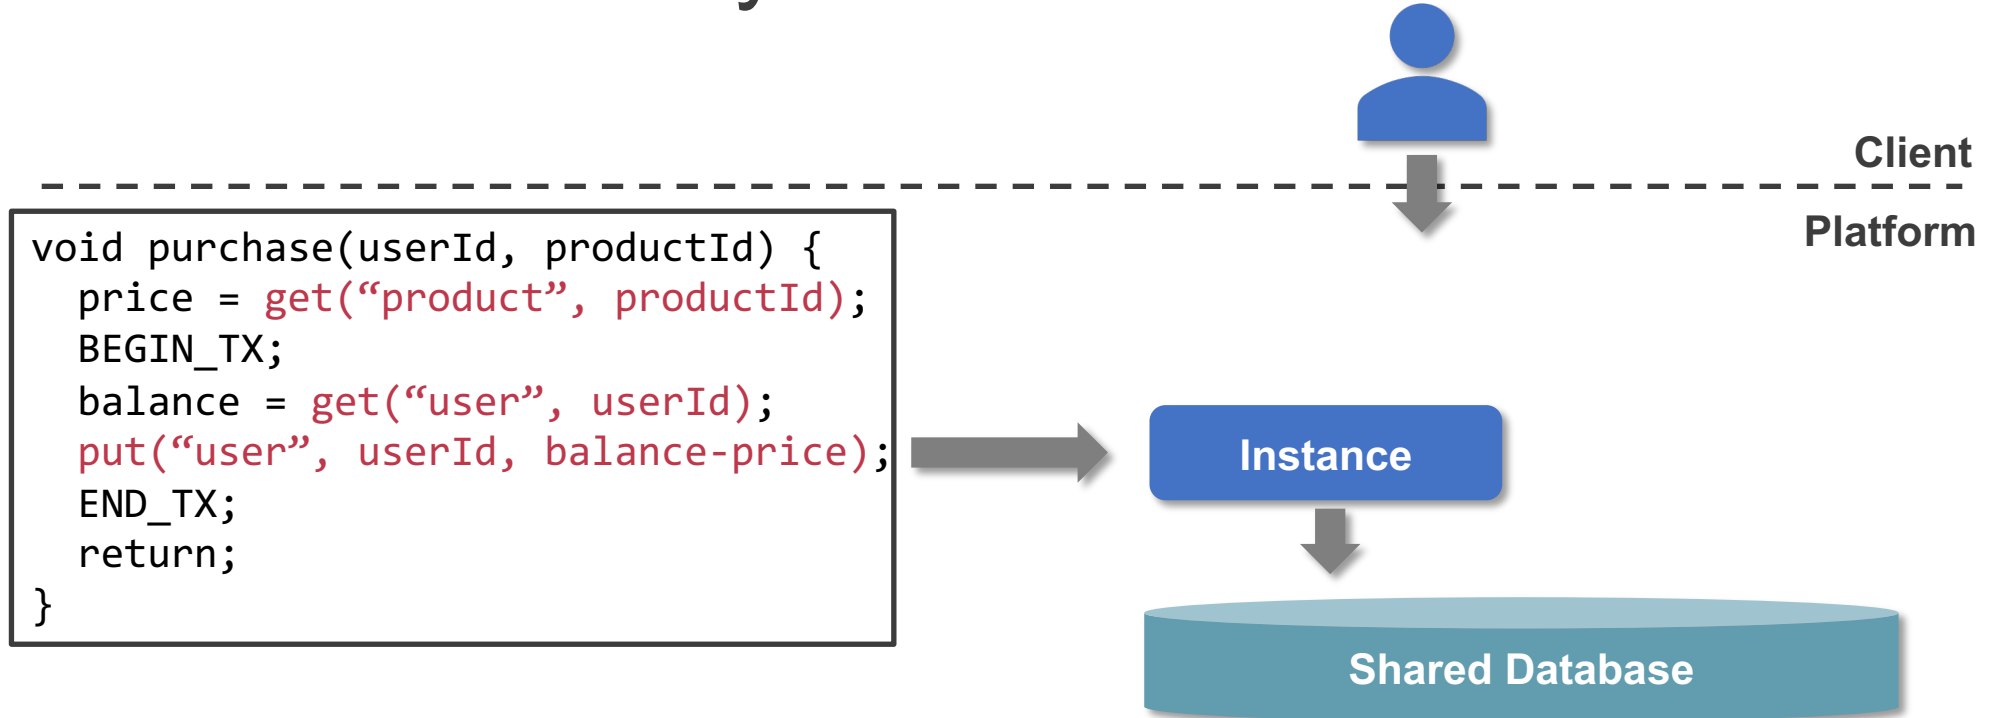 Client
Platform
void purchase(userId, productId) {
price = get(“product”, productId);
BEGIN_TX;
balance = get(“user”, userId);
put(“user”, userId, balance-price);
END_TX;
return;
}
Instance
Shared Database